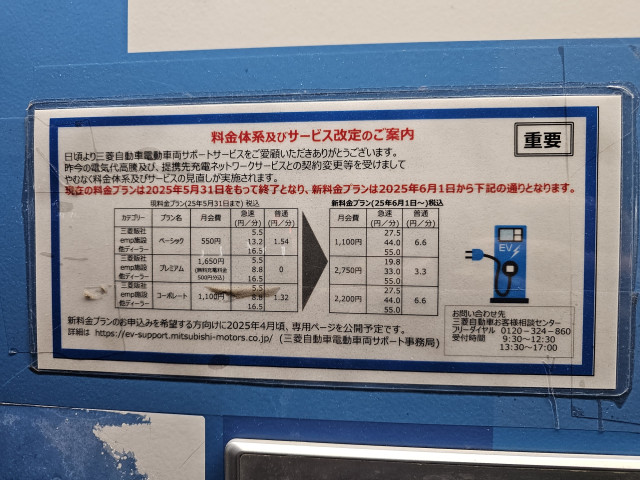 料金体系及びサービス改定のご案内
重要
日頃より三菱自動車電動車両サポートサービスをご愛顧いただきありがとうございます。
昨今の電気代高騰及び、提携先充電ネットワークサービスとの契約変更等を受けまして
やむなく料金体系及びサービスの見直しが実施されます。
現在の料金プランは2025年5月31日をもって終了となり、新料金プランは2025年6月1日から下記の通りとなります。
現料金プラン(25年5月31日まで) 税込
カテゴリー プラン名 月会費 急速(円/分) 普通(円/分)
三菱販社 5.5
emp施設 ベーシック 550円 13.2 1.54
他ディーラー 16.5
三菱販社 1,650円 5.5
emp施設 プレミアム (無料充電料金 8.8 0
他ディーラー 500円分込) 16.5
三菱販社 5.5
emp施設 コーポレート 1,100円 8.8 1.32
他ディーラー 16.5
新料金プラン(25年6月1日~)税込
月会費 急速(円/分) 普通(円/分)
27.5
1,100円 44.0 6.6
55.0
19.8
2,750円 33.0 3.3
55.0
27.5
2,200円 44.0 6.6
55.0
EV
新料金プランのお申込みを希望する方向けに2025年4月頃、専用ページを公開予定です。
詳細は https://ev-support.mitsubishi-motors.co.jp/ (三菱自動車電動車両サポート事務局)
お問い合わせ先
三菱自動車お客様相談センター
フリーダイヤル 0120-324-860
受付時間 9:30~12:30
13:30~17:00